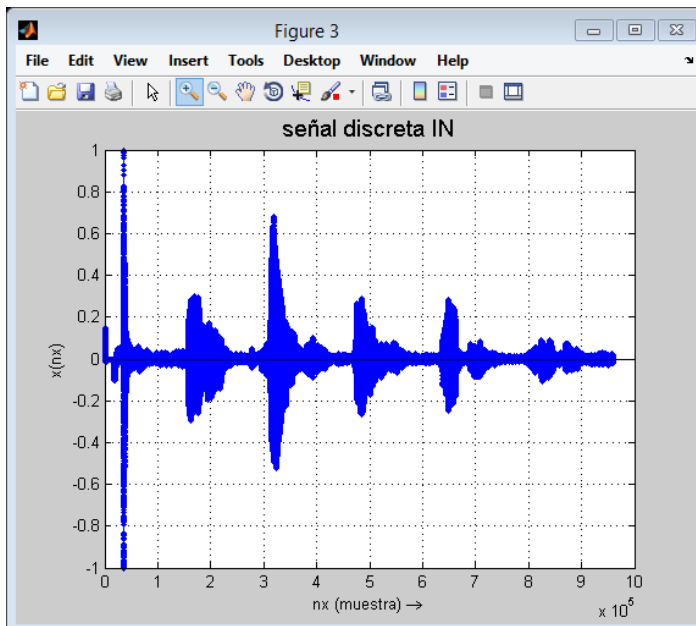 Figure 3
File Edit View Insert Tools Desktop Window Help
señal discreta IN
1
0.8
0.6
0.4
0.2
0
-0.2
-0.4
-0.6
-0.8
-1
x(nx)
0 1 2 3 4 5 6 7 8 9 10
nx (muestra) →
x 10^5